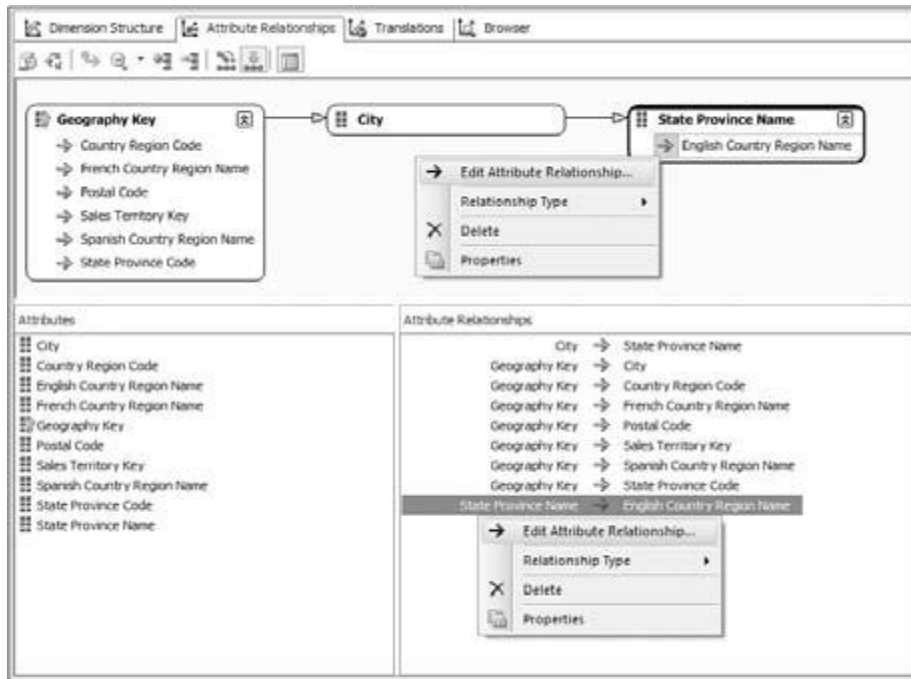 Dimension Structure Attribute Relationships Translations Browser
Geography Key
Country Region Code
French Country Region Name
Postal Code
Sales Territory Key
Spanish Country Region Name
State Province Code
City
State Province Name
English Country Region Name
Edit Attribute Relationship...
Relationship Type
Delete
Properties
Attributes
City
Country Region Code
English Country Region Name
French Country Region Name
Geography Key
Postal Code
Sales Territory Key
Spanish Country Region Name
State Province Code
State Province Name
Attribute Relationships
City State Province Name
Geography Key City
Geography Key Country Region Code
Geography Key French Country Region Name
Geography Key Postal Code
Geography Key Sales Territory Key
Geography Key Spanish Country Region Name
Geography Key State Province Code
State Province Name English Country Region Name
Edit Attribute Relationship...
Relationship Type
Delete
Properties